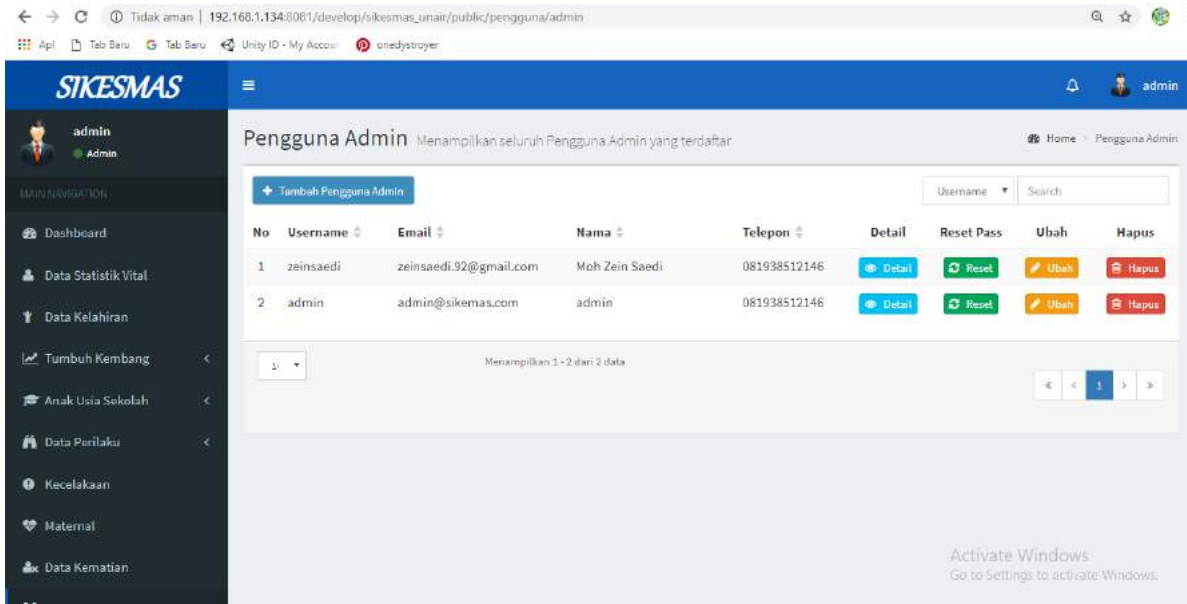 Tidak aman | 192.168.1.134:8081/develop/sikesmas_unair/public/pengguna/admin
Apl Tab Baru Tab Baru Unity ID - My Accou onedystroyer
SIKESMAS
admin
admin
Admin
Pengguna Admin Menampilkan seluruh Pengguna Admin yang terdaftar
Home > Pengguna Admin
MAIN NAVIGATION
Dashboard
Data Statistik Vital
Data Kelahiran
Tumbuh Kembang
Anak Usia Sekolah
Data Perilaku
Kecelakaan
Maternal
Data Kematian
+ Tambah Pengguna Admin
Username Search
No Username Email Nama Telepon Detail Reset Pass Ubah Hapus
1 zeinsaedi zeinsaedi.92@gmail.com Moh Zein Saedi 081938512146 Detail Reset Ubah Hapus
2 admin admin@sikemas.com admin 081938512146 Detail Reset Ubah Hapus
Menampilkan 1 - 2 dari 2 data
« < 1 > »
Activate Windows
Go to Settings to activate Windows.